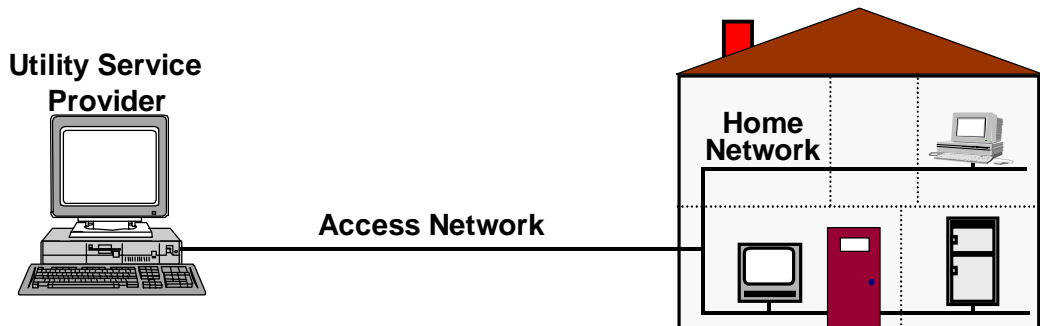 Utility Service
Provider
Access Network
Home
Network